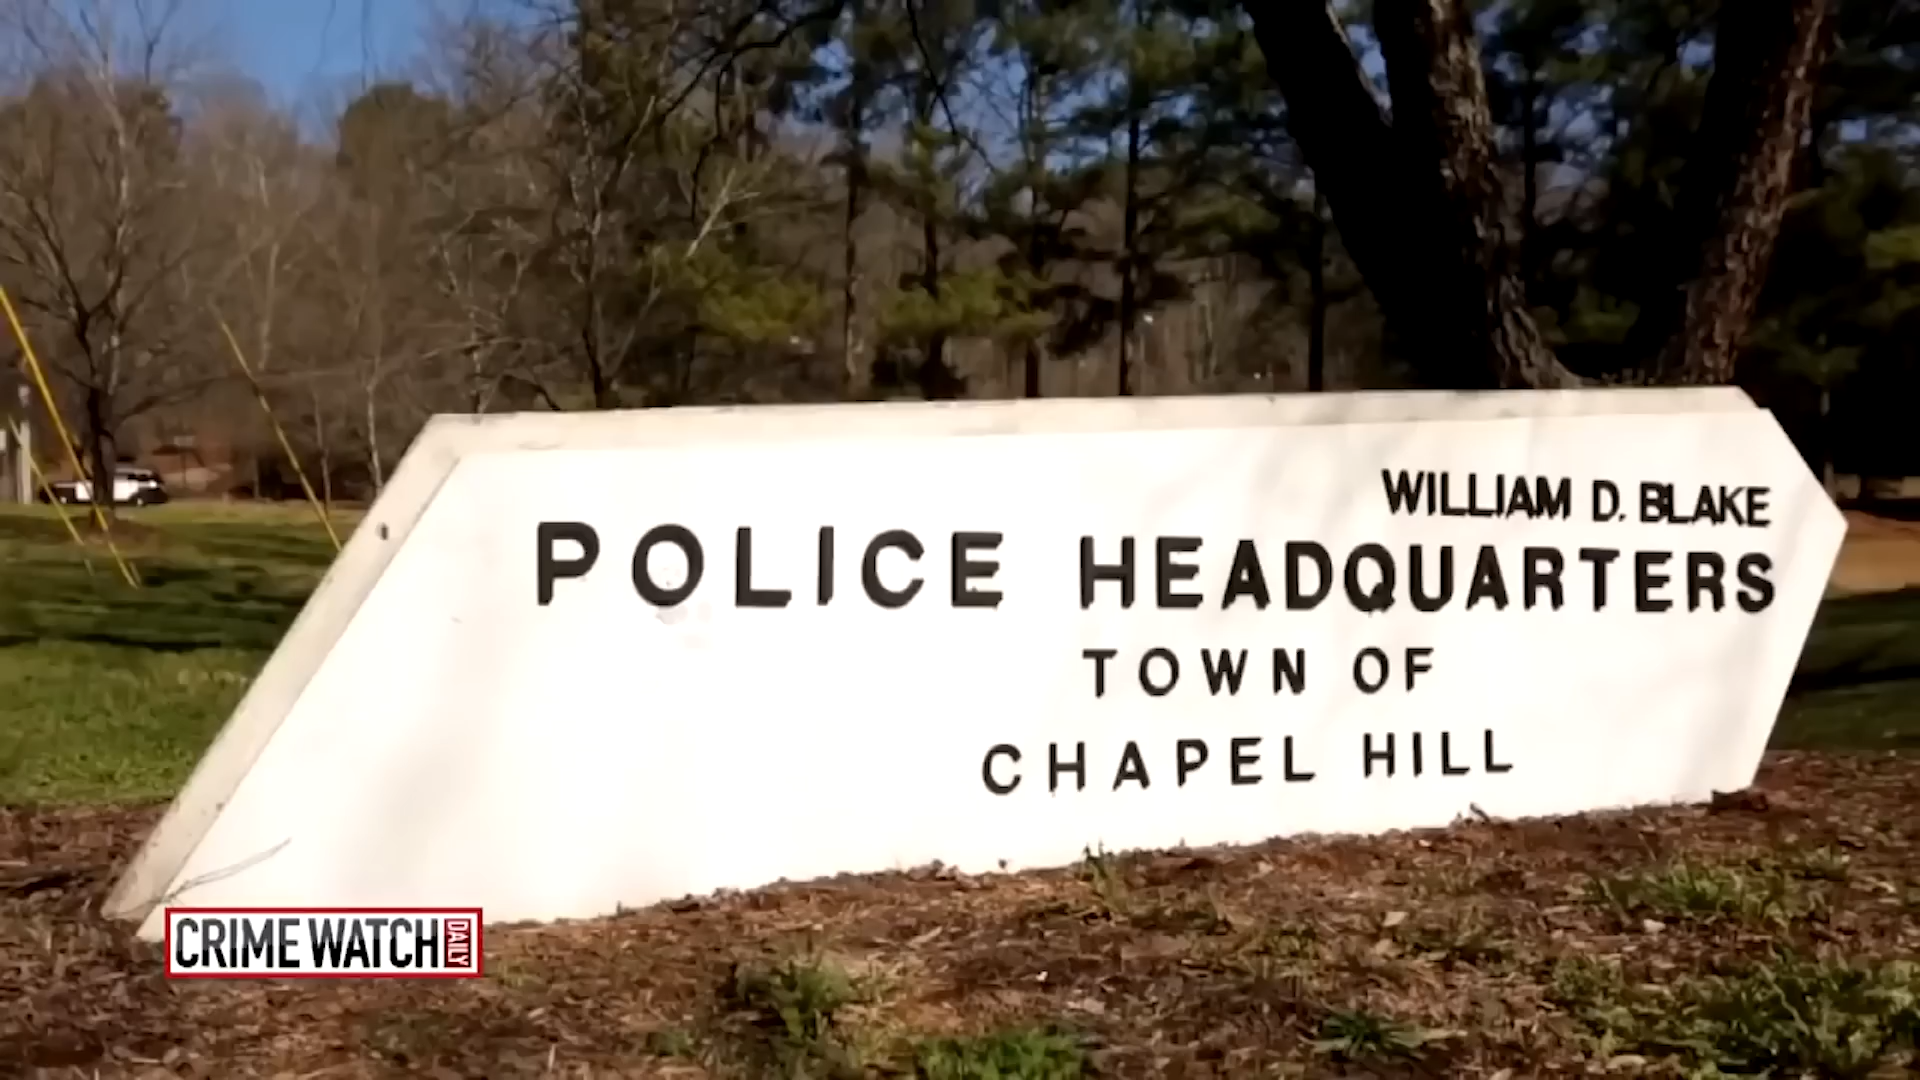 WILLIAM D. BLAKE
POLICE HEADQUARTERS
TOWN OF
CHAPEL HILL
CRIME WATCH DAILY